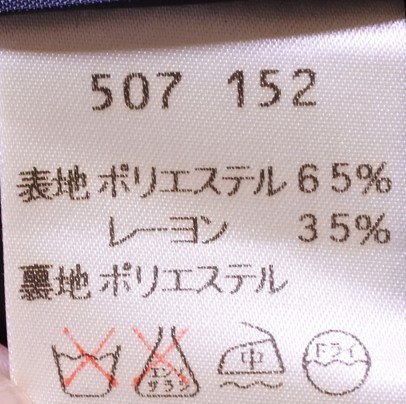 507 152
表地 ポリエステル 65%
レーヨン 35%
裏地 ポリエステル
エンソ
サラシ
中
ドライ